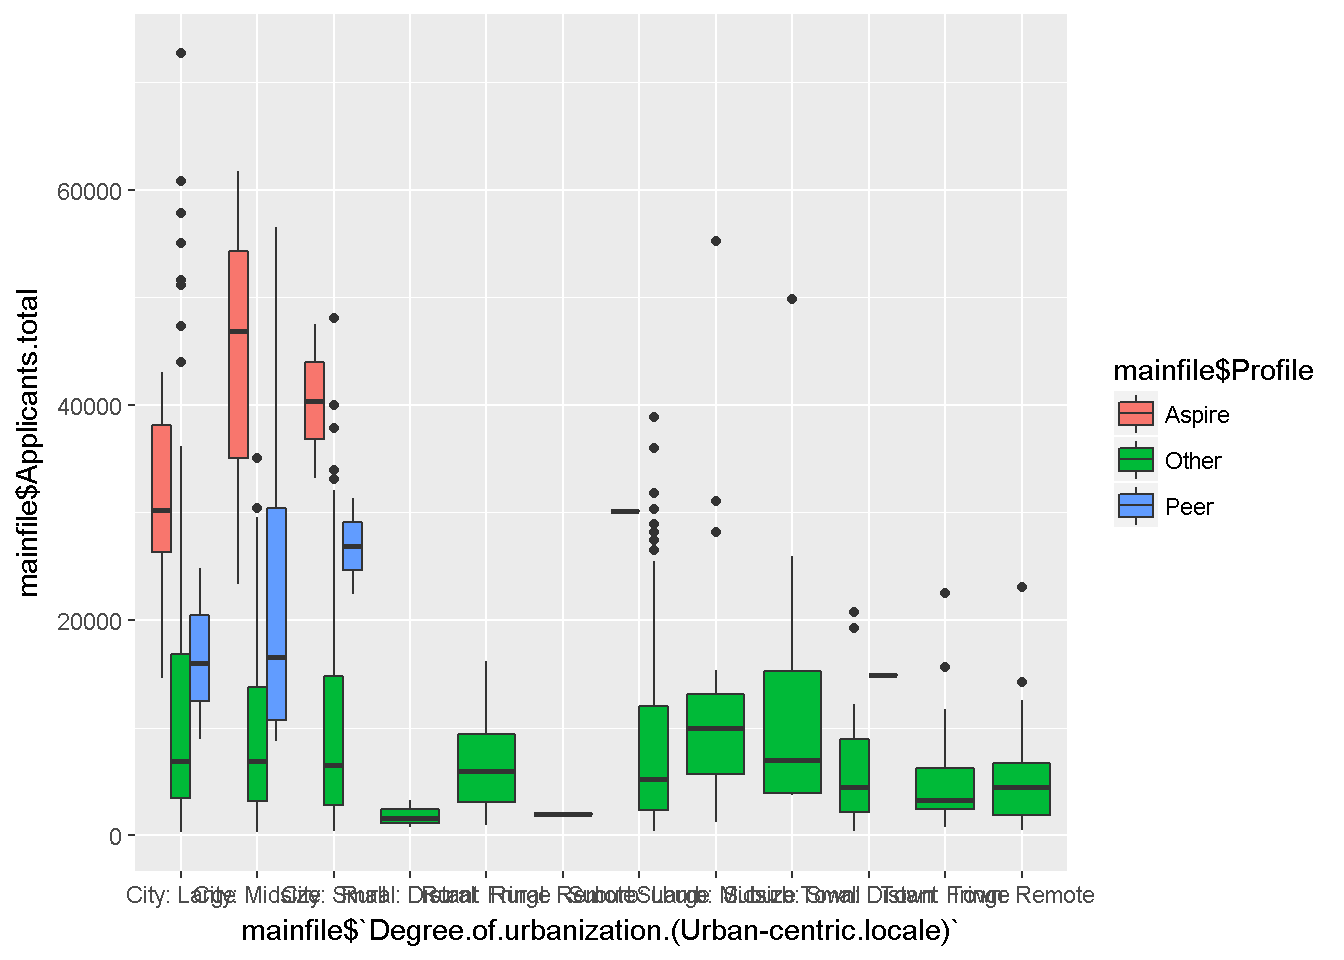 60000
40000
20000
0
mainfile$Applicants.total
City: Large City: Midsize City: Small Rural: Distant Rural: Fringe Rural: Remote Suburb: Large Suburb: Midsize Suburb: Small Town: Distant Town: Fringe Town: Remote
mainfile$`Degree.of.urbanization.(Urban-centric.locale)`
mainfile$Profile
Aspire
Other
Peer